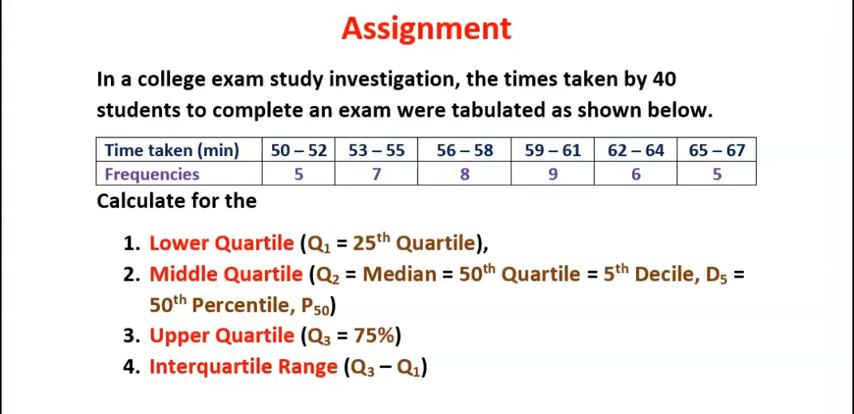 Assignment
In a college exam study investigation, the times taken by 40
students to complete an exam were tabulated as shown below.
Time taken (min) 50 – 52 53 – 55 56 – 58 59 – 61 62 – 64 65 – 67
Frequencies 5 7 8 9 6 5
Calculate for the
1. Lower Quartile (Q₁ = 25th Quartile),
2. Middle Quartile (Q₂ = Median = 50th Quartile = 5th Decile, D₅ =
50th Percentile, P₅₀)
3. Upper Quartile (Q₃ = 75%)
4. Interquartile Range (Q₃ – Q₁)